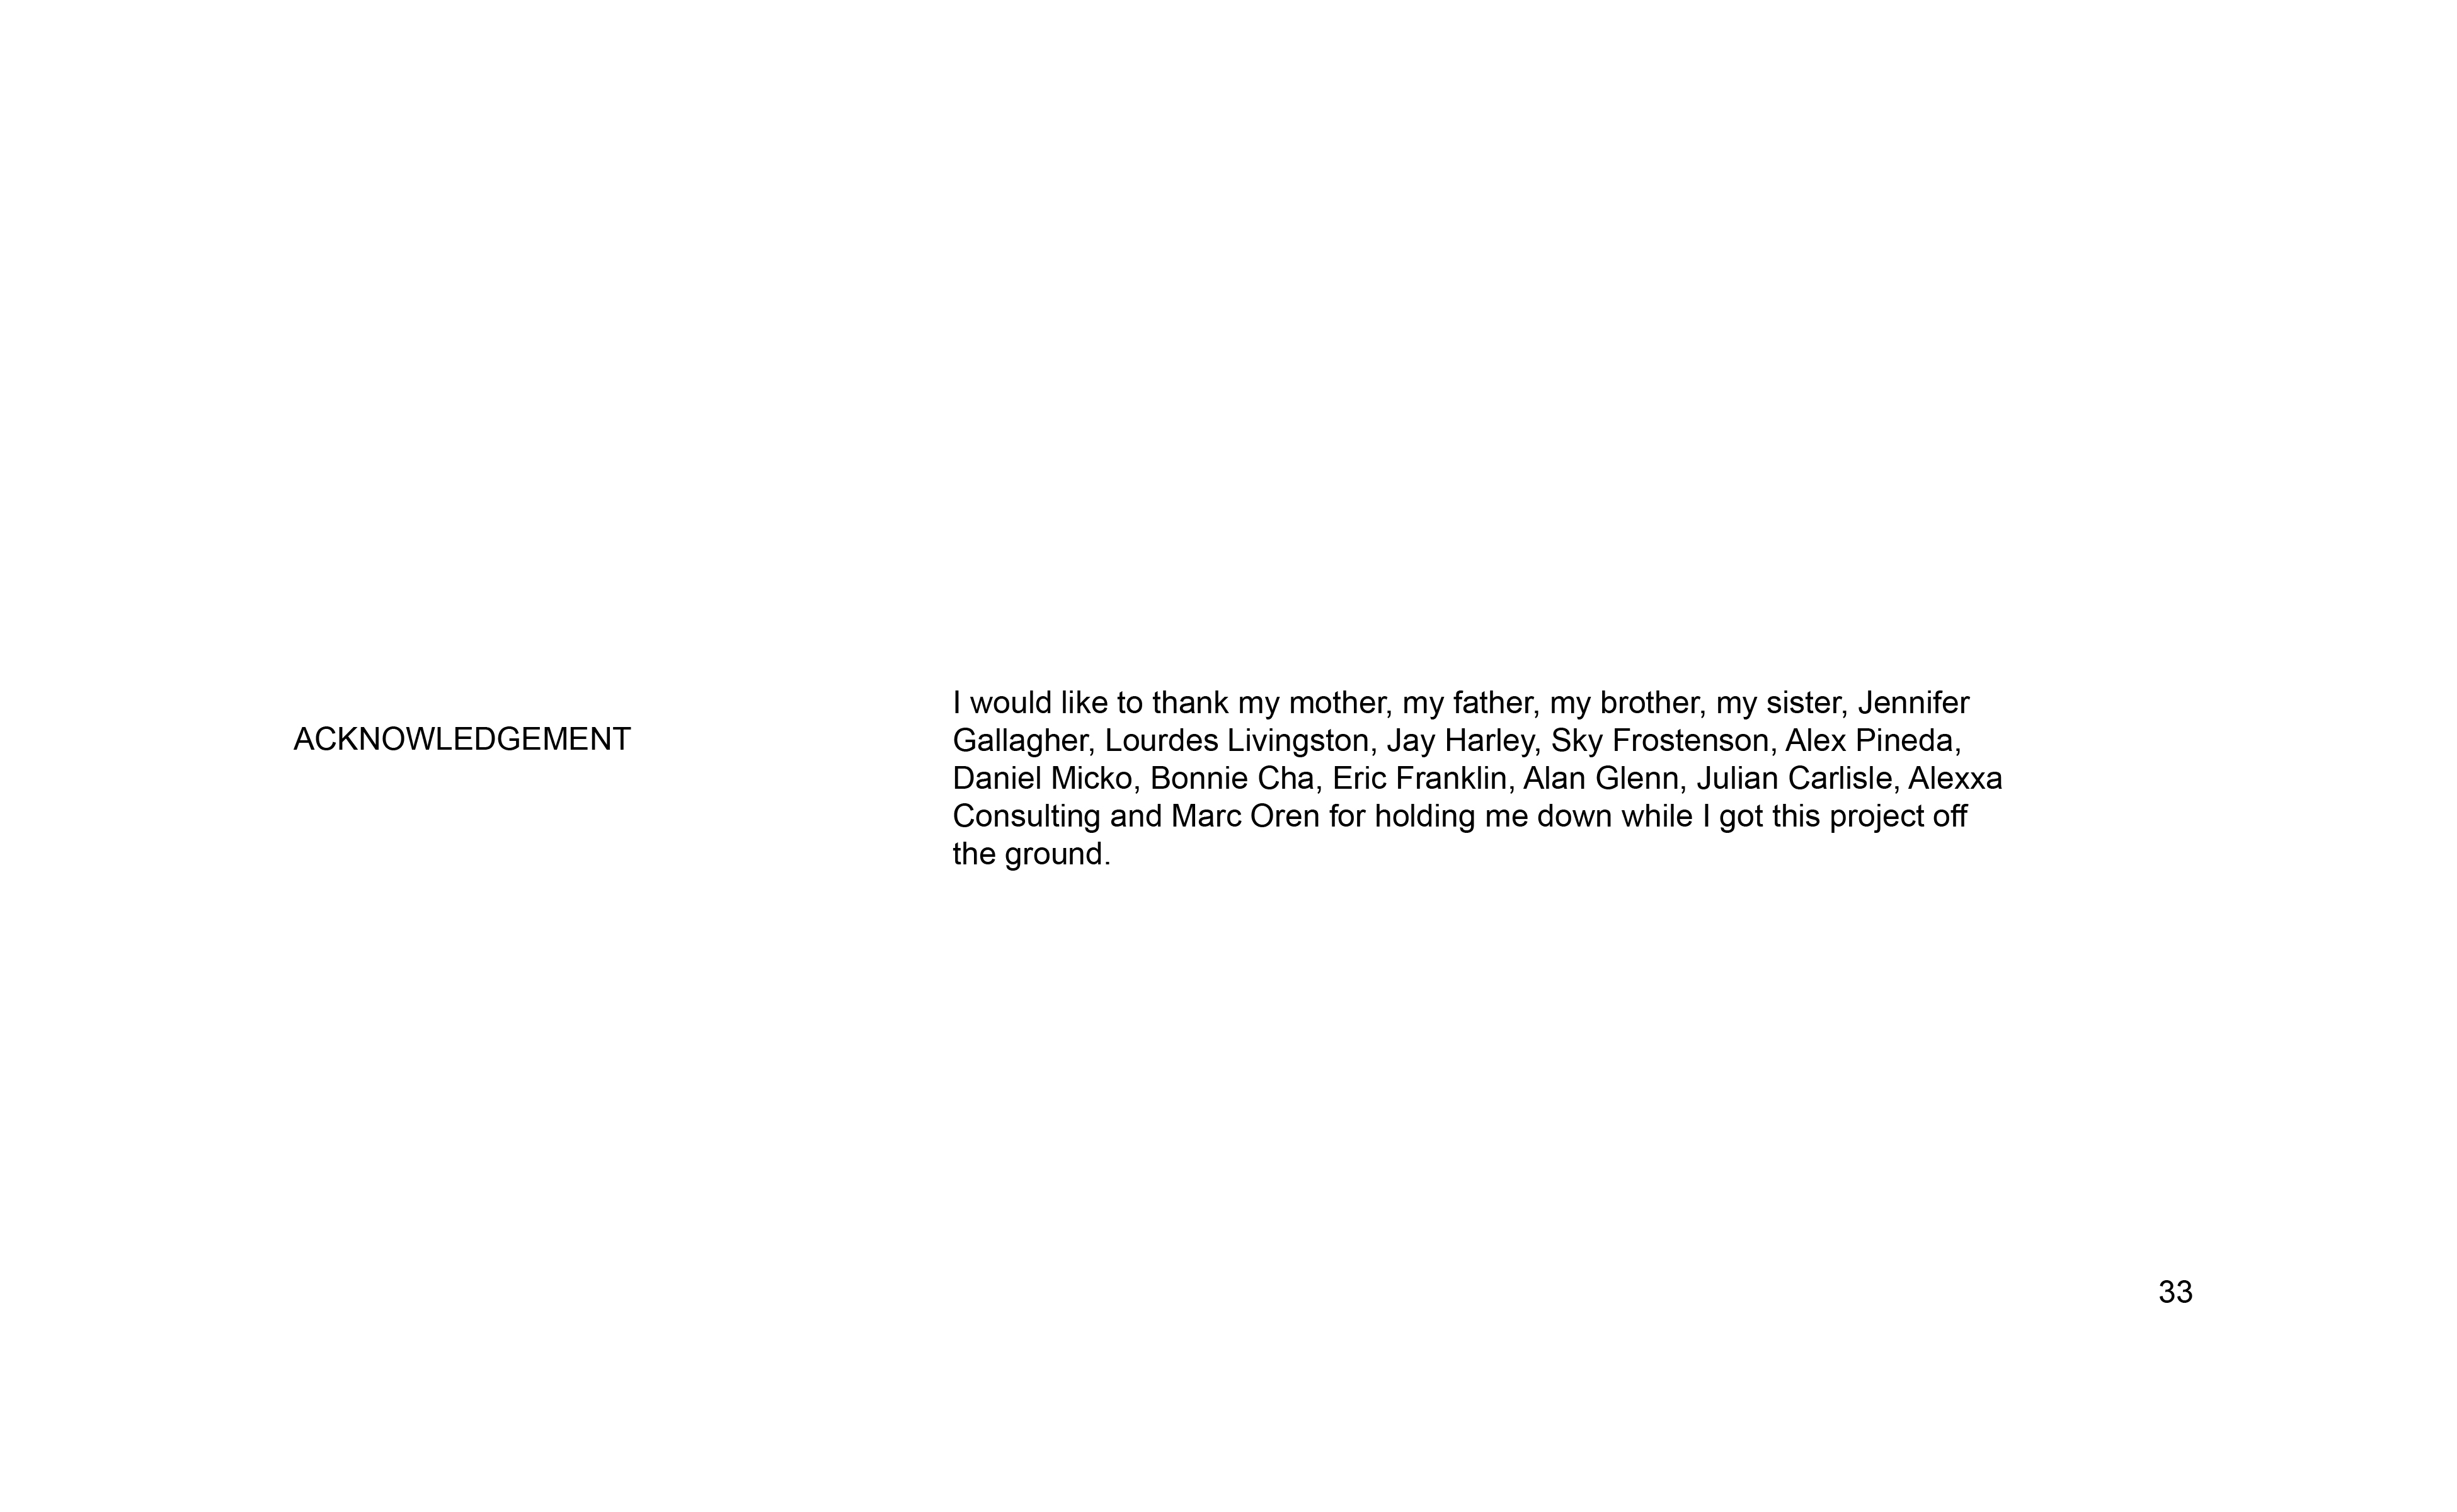 ACKNOWLEDGEMENT
I would like to thank my mother, my father, my brother, my sister, Jennifer
Gallagher, Lourdes Livingston, Jay Harley, Sky Frostenson, Alex Pineda,
Daniel Micko, Bonnie Cha, Eric Franklin, Alan Glenn, Julian Carlisle, Alexxa
Consulting and Marc Oren for holding me down while I got this project off
the ground.
33